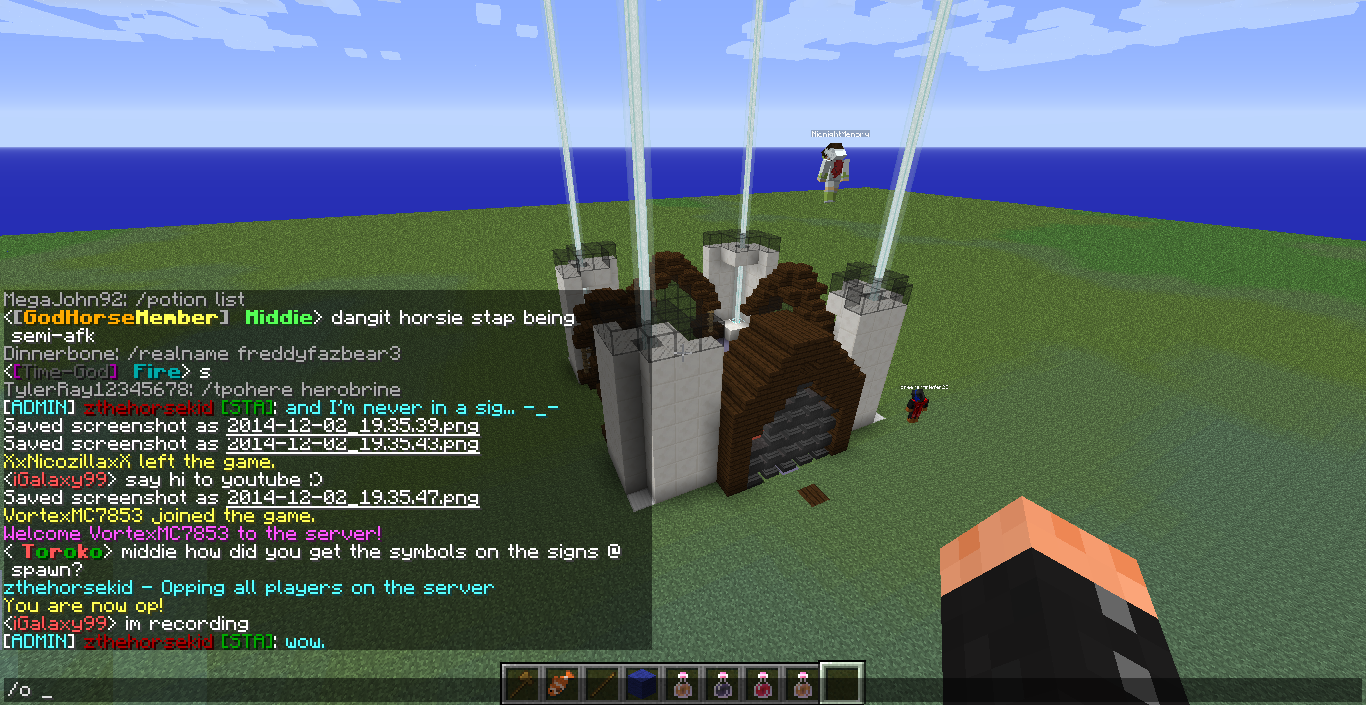 MidnightMemory
MegaJohn92: /potion list
<[GodHorseMember] Middie> dangit horsie stap being
semi-afk
Dinnerbone: /realname freddyfazbear3
<[Time-God] Fire> s
TylerRay12345678: /tpohere herobrine
[ADMIN] zthehorsekid [STA]: and I'm never in a sig... -_-
Saved screenshot as 2014-12-02_19.35.39.png
Saved screenshot as 2014-12-02_19.35.43.png
XxNicozillaxX left the game.
<iGalaxy99> say hi to youtube :)
Saved screenshot as 2014-12-02_19.35.47.png
VortexMC7853 joined the game.
Welcome VortexMC7853 to the server!
< Toroko> middie how did you get the symbols on the signs @
spawn?
zthehorsekid - Opping all players on the server
You are now op!
<iGalaxy99> im recording
[ADMIN] zthehorsekid [STA]: wow.
/o _